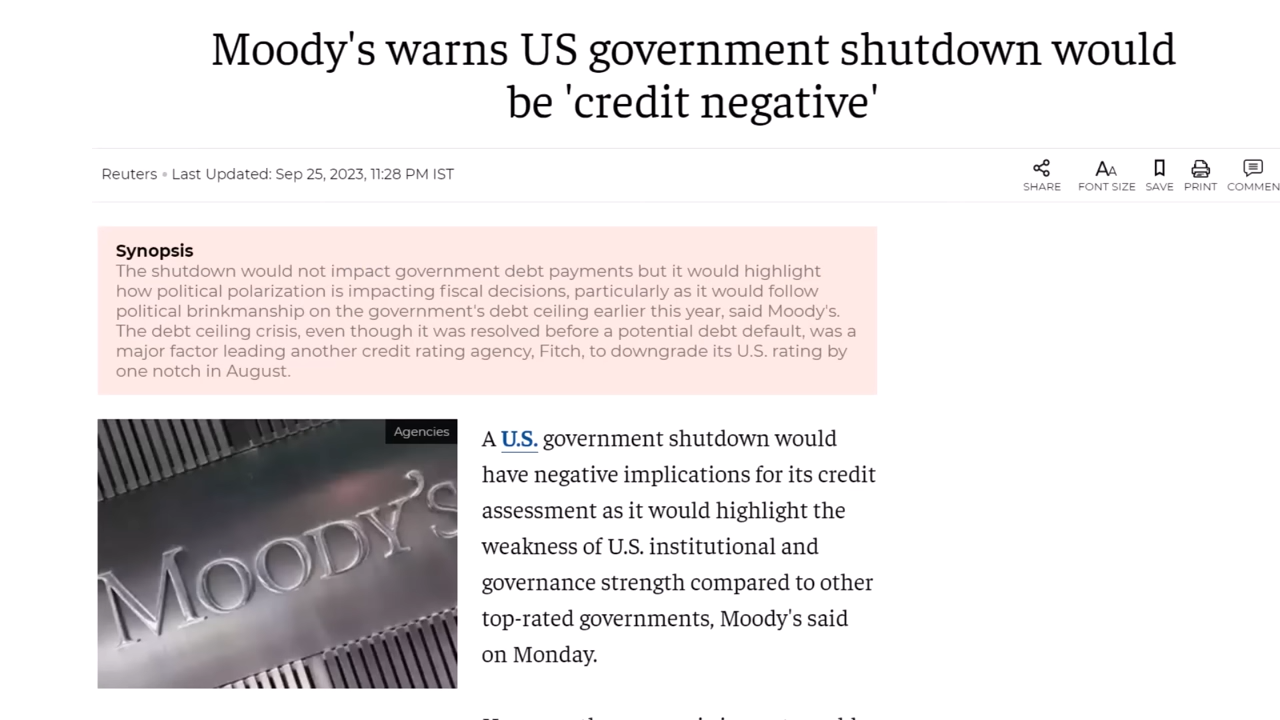 Moody's warns US government shutdown would
be 'credit negative'
Reuters • Last Updated: Sep 25, 2023, 11:28 PM IST
SHARE FONT SIZE SAVE PRINT COMMEN
Synopsis
The shutdown would not impact government debt payments but it would highlight
how political polarization is impacting fiscal decisions, particularly as it would follow
political brinkmanship on the government's debt ceiling earlier this year, said Moody's.
The debt ceiling crisis, even though it was resolved before a potential debt default, was a
major factor leading another credit rating agency, Fitch, to downgrade its U.S. rating by
one notch in August.
Agencies
MOODY'S
A U.S. government shutdown would
have negative implications for its credit
assessment as it would highlight the
weakness of U.S. institutional and
governance strength compared to other
top-rated governments, Moody's said
on Monday.